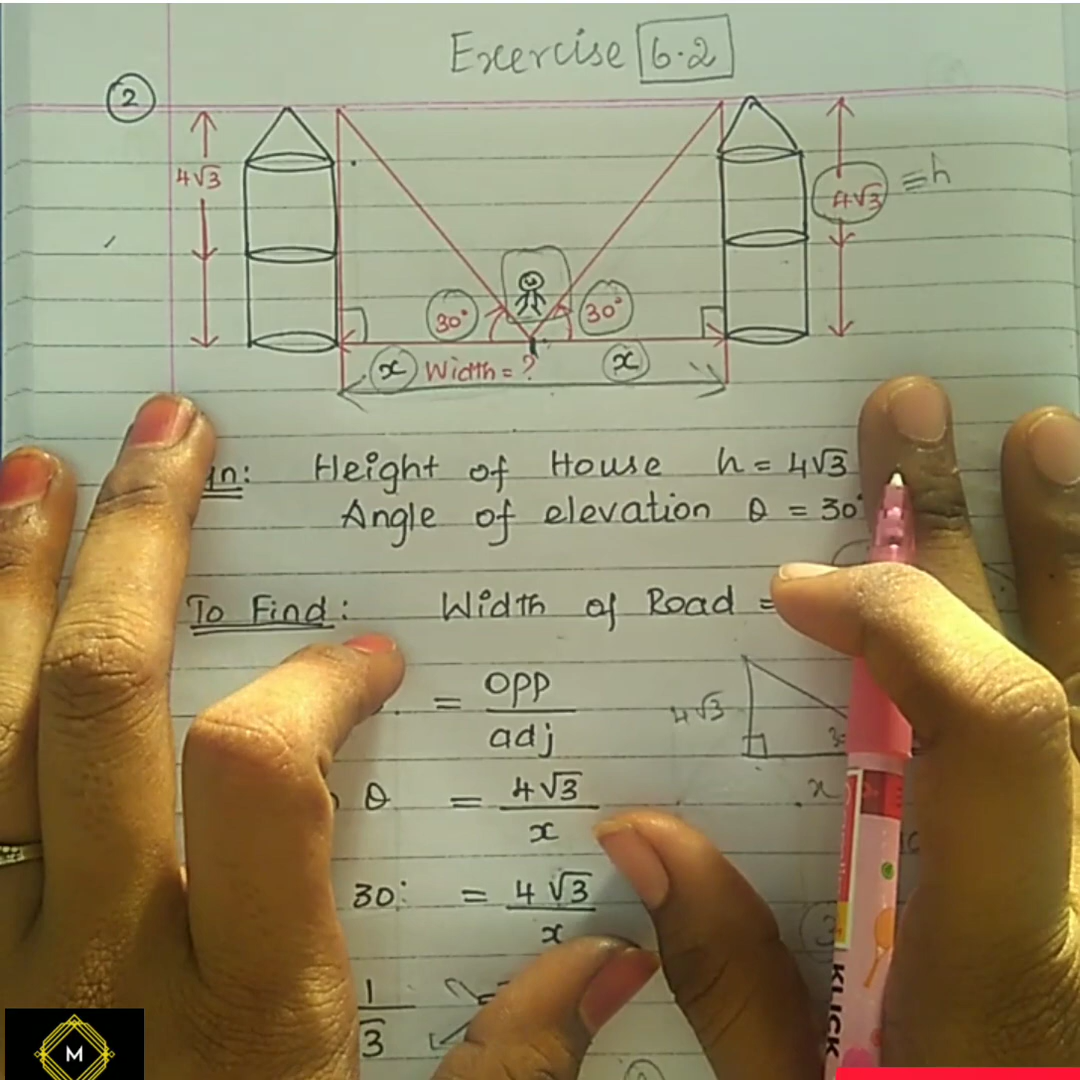 Exercise 6.2
2
4√3
4√3 = h
30° 30°
x Width = ? x
Height of House h = 4√3
Angle of elevation θ = 30°
To Find: Width of Road =
= opp
adj
4√3
θ = 4√3
x
x
30° = 4√3
x
1
3
KLICK
M